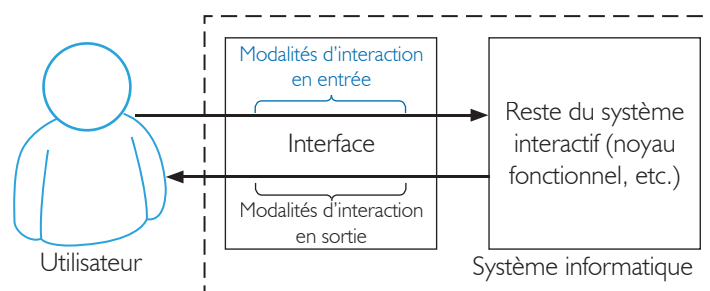 Modalités d'interaction
en entrée
Interface
Modalités d'interaction
en sortie
Reste du système
interactif (noyau
fonctionnel, etc.)
Utilisateur
Système informatique